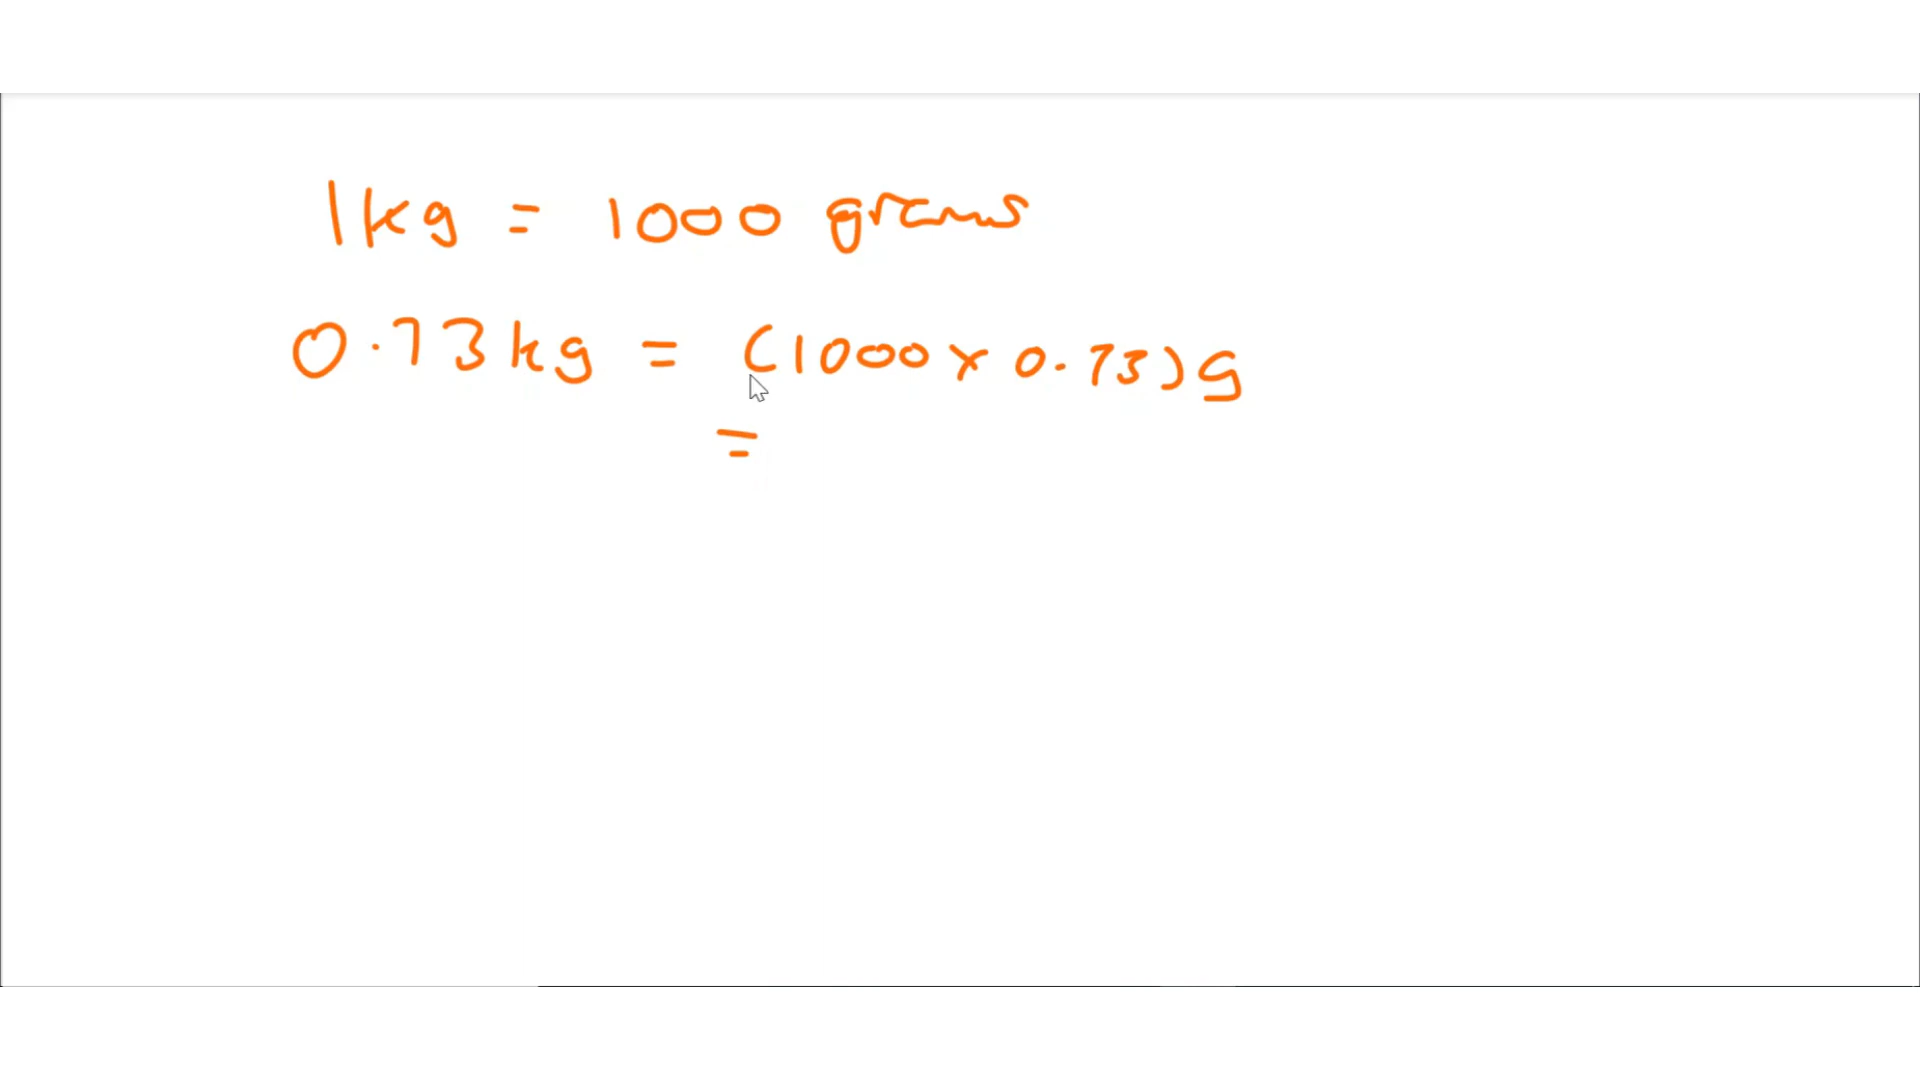 1kg = 1000 grams
0.73kg = (1000 x 0.73)g
=